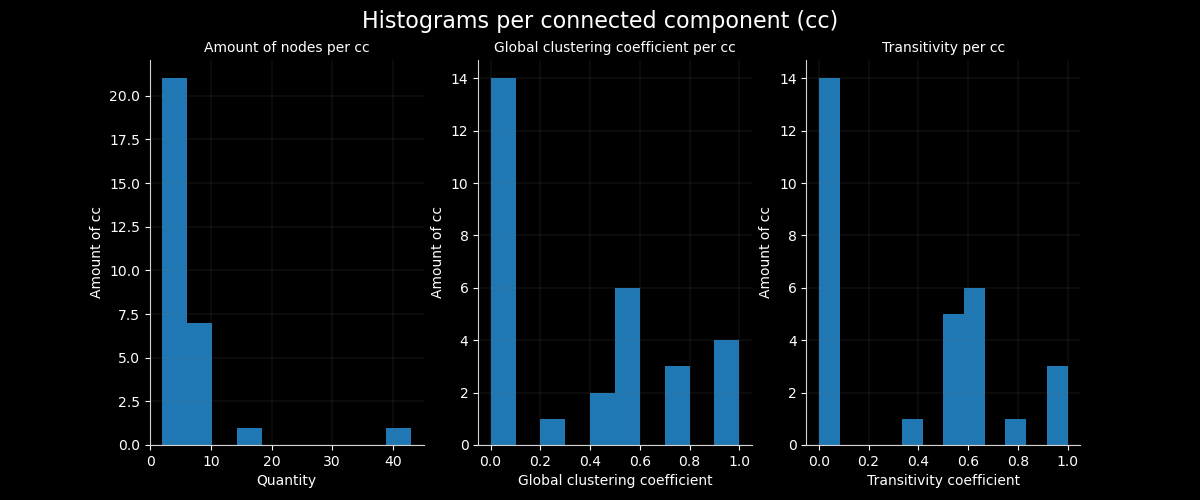 Histograms per connected component (cc)
Amount of nodes per cc
Global clustering coefficient per cc
Transitivity per cc
20.0
17.5
15.0
12.5
10.0
7.5
5.0
2.5
0.0
Amount of cc
0 10 20 30 40
Quantity
14
12
10
8
6
4
2
0
Amount of cc
0.0 0.2 0.4 0.6 0.8 1.0
Global clustering coefficient
14
12
10
8
6
4
2
0
Amount of cc
0.0 0.2 0.4 0.6 0.8 1.0
Transitivity coefficient